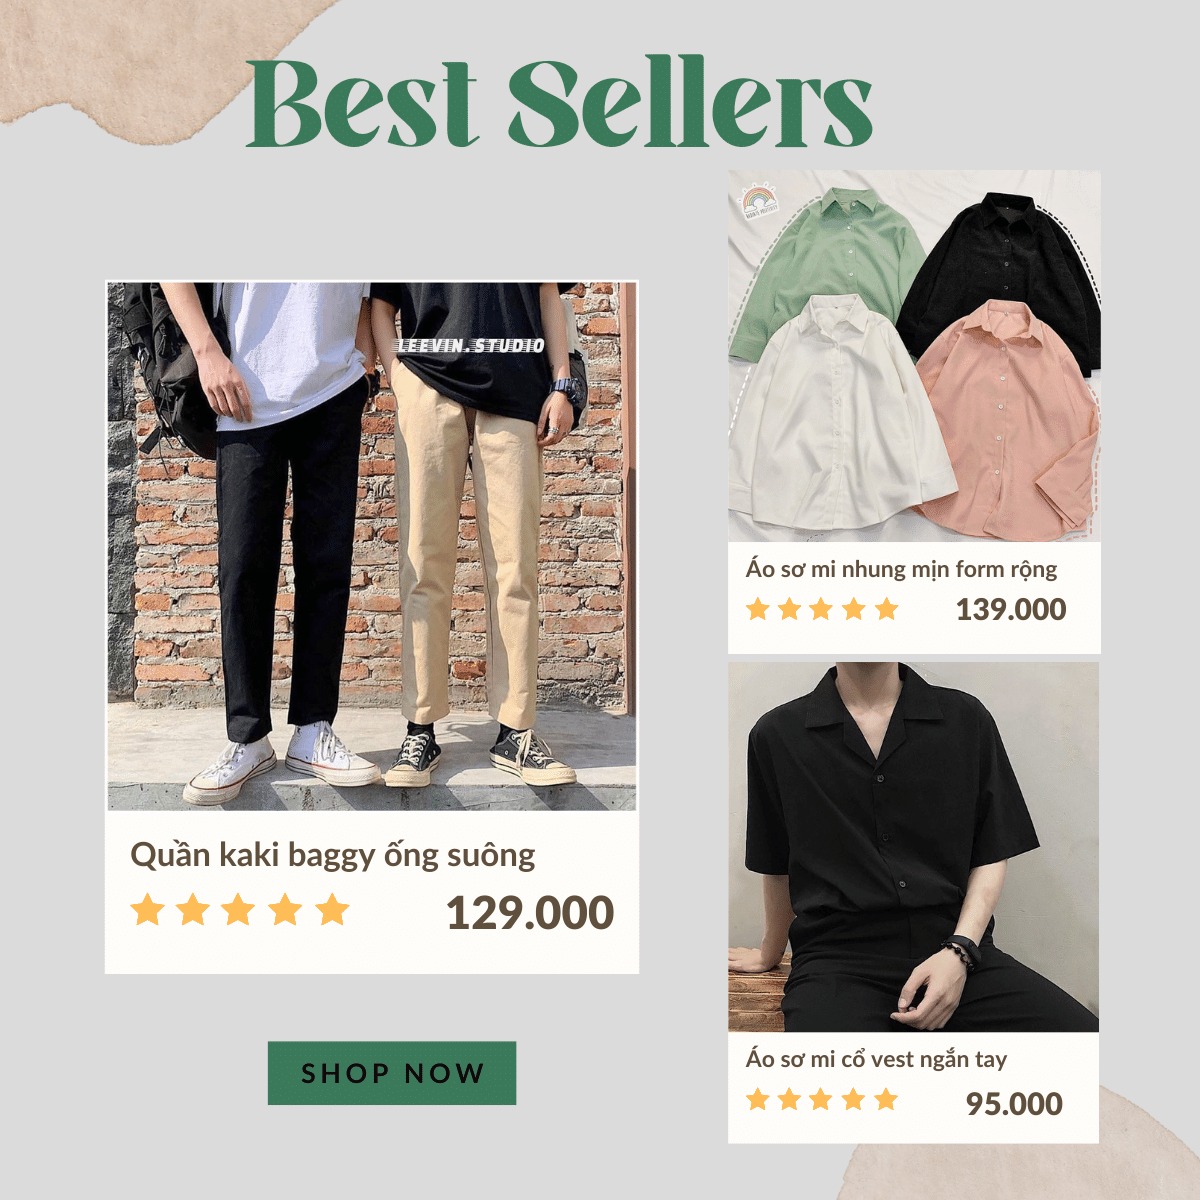 Best Sellers
LEEVIN.STUDIO
Quần kaki baggy ống suông
129.000
SHOP NOW
Áo sơ mi nhung mịn form rộng
139.000
Áo sơ mi cổ vest ngắn tay
95.000